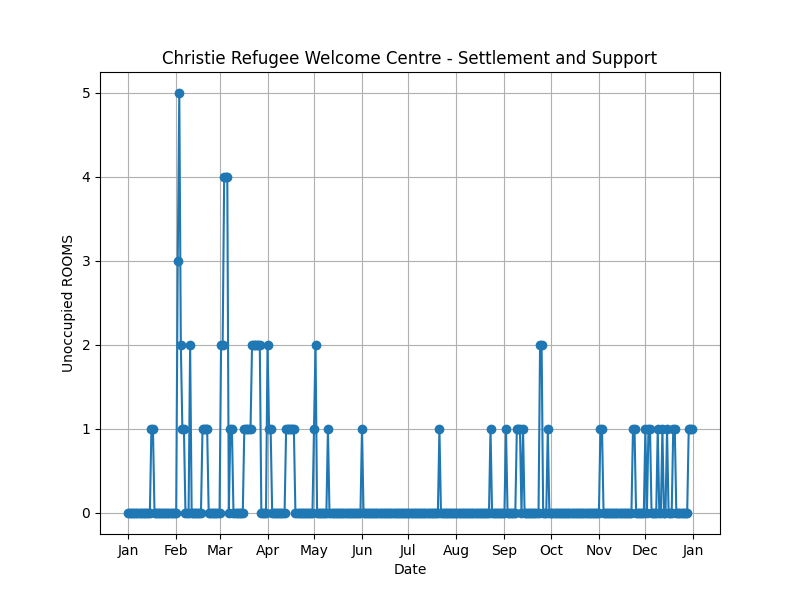 Christie Refugee Welcome Centre - Settlement and Support
5
4
3
2
1
0
Unoccupied ROOMS
Jan Feb Mar Apr May Jun Jul Aug Sep Oct Nov Dec Jan
Date